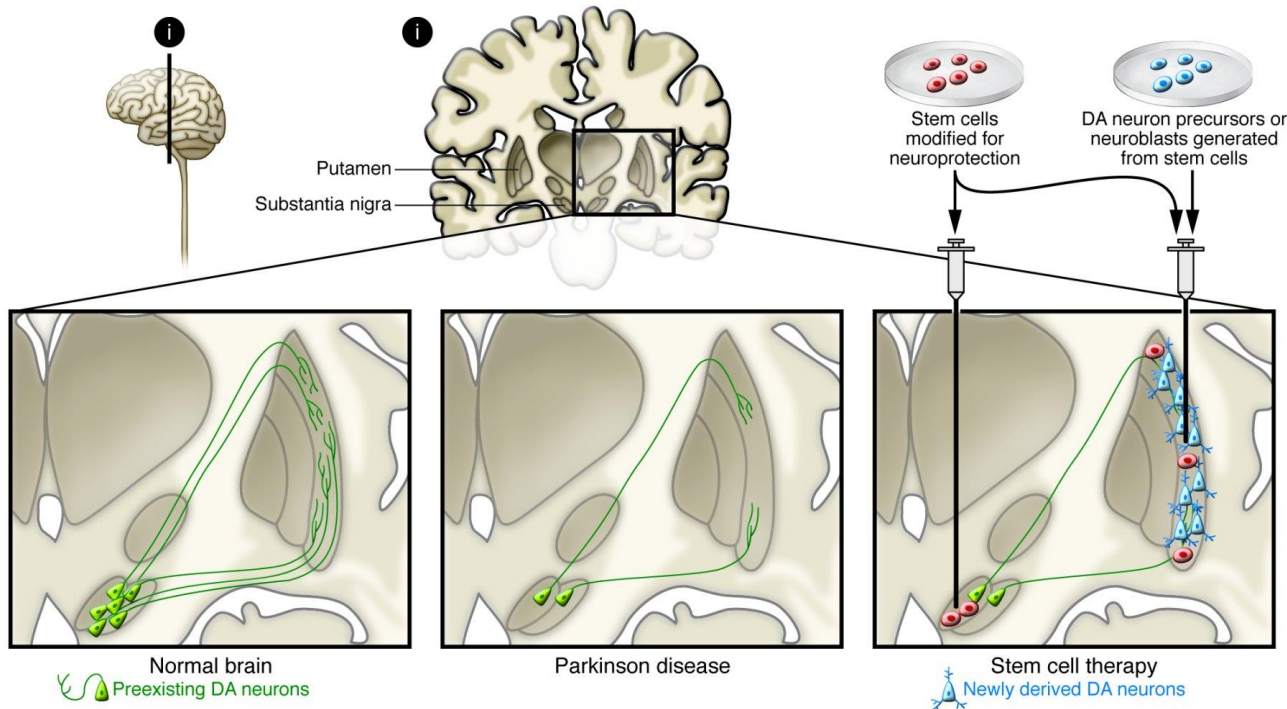 i
i
Putamen
Substantia nigra
Stem cells
modified for
neuroprotection
DA neuron precursors or
neuroblasts generated
from stem cells
Normal brain
Preexisting DA neurons
Parkinson disease
Stem cell therapy
Newly derived DA neurons